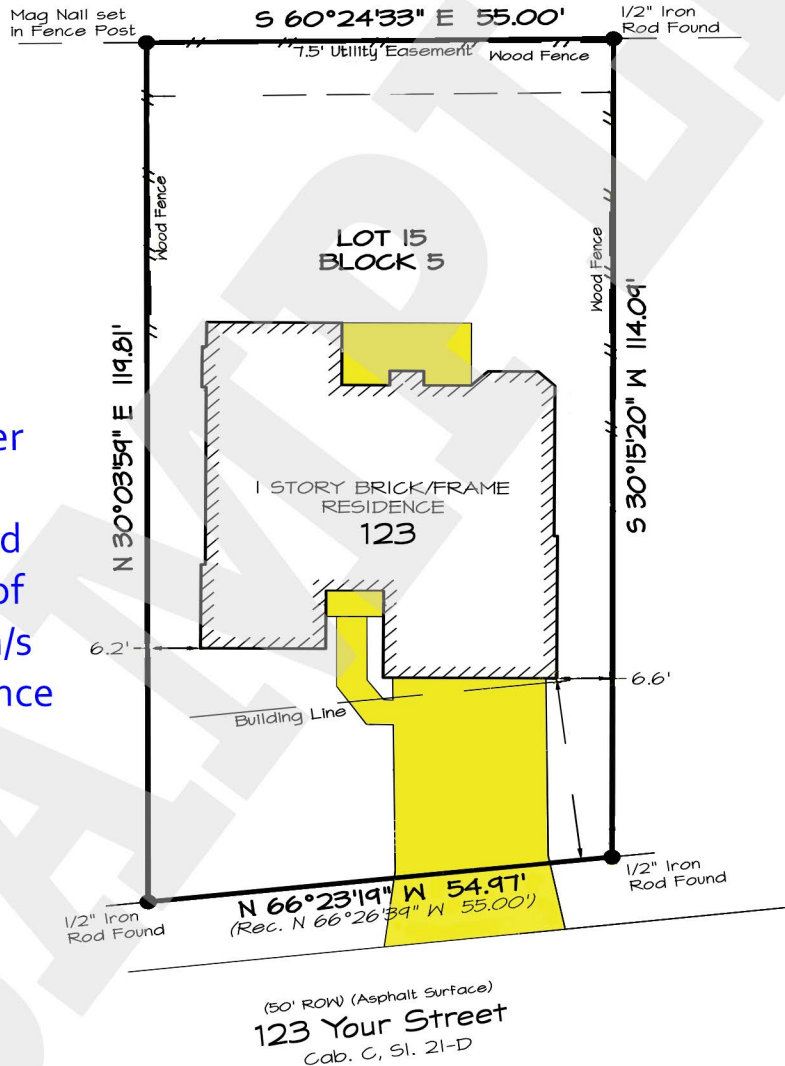 Mag Nail set
in Fence Post
S 60°24'33" E 55.00'
1/2" Iron
Rod Found
7.5' Utility Easement
Wood Fence
Wood Fence
LOT 15
BLOCK 5
Wood Fence
N 30°03'59" E 119.81'
S 30°15'20" W 114.09'
er
d
of
n/s
nce
1 STORY BRICK/FRAME
RESIDENCE
123
6.2'
6.6'
Building Line
1/2" Iron
Rod Found
N 66°23'19" W 54.97'
(Rec. N 66°26'39" W 55.00')
1/2" Iron
Rod Found
(50' ROW) (Asphalt Surface)
123 Your Street
Cab. C, Sl. 21-D